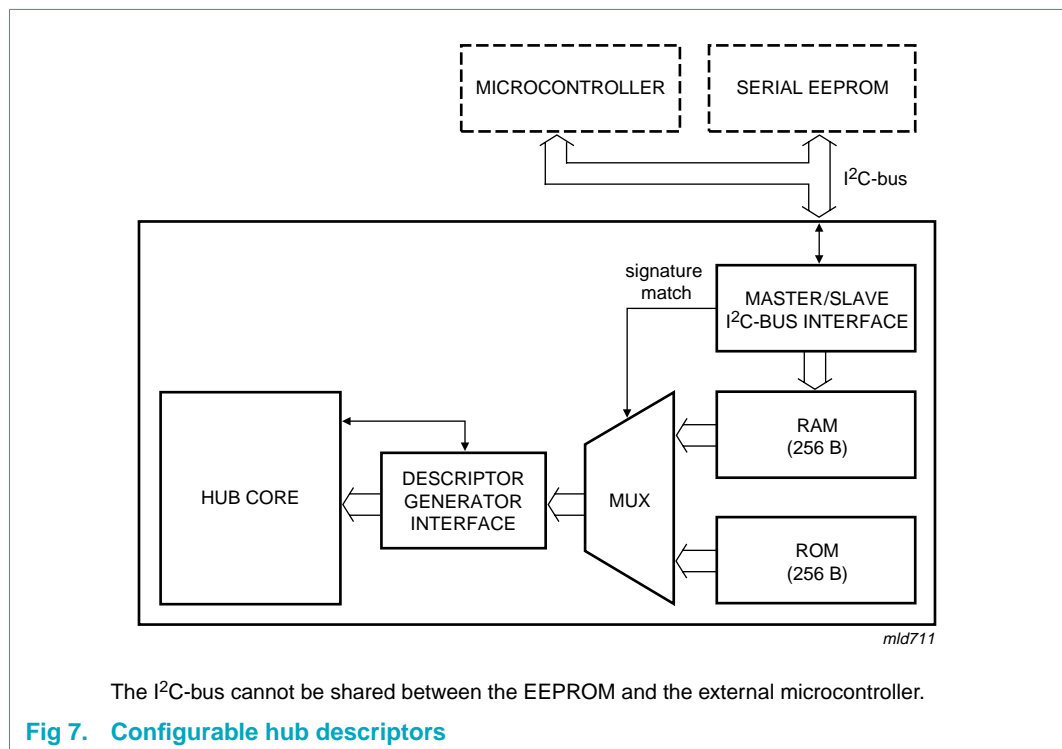 MICROCONTROLLER
SERIAL EEPROM
I2C-bus
signature
match
MASTER/SLAVE
I2C-BUS INTERFACE
RAM
(256 B)
HUB CORE
DESCRIPTOR
GENERATOR
INTERFACE
MUX
ROM
(256 B)
mld711
The I2C-bus cannot be shared between the EEPROM and the external microcontroller.
Fig 7. Configurable hub descriptors